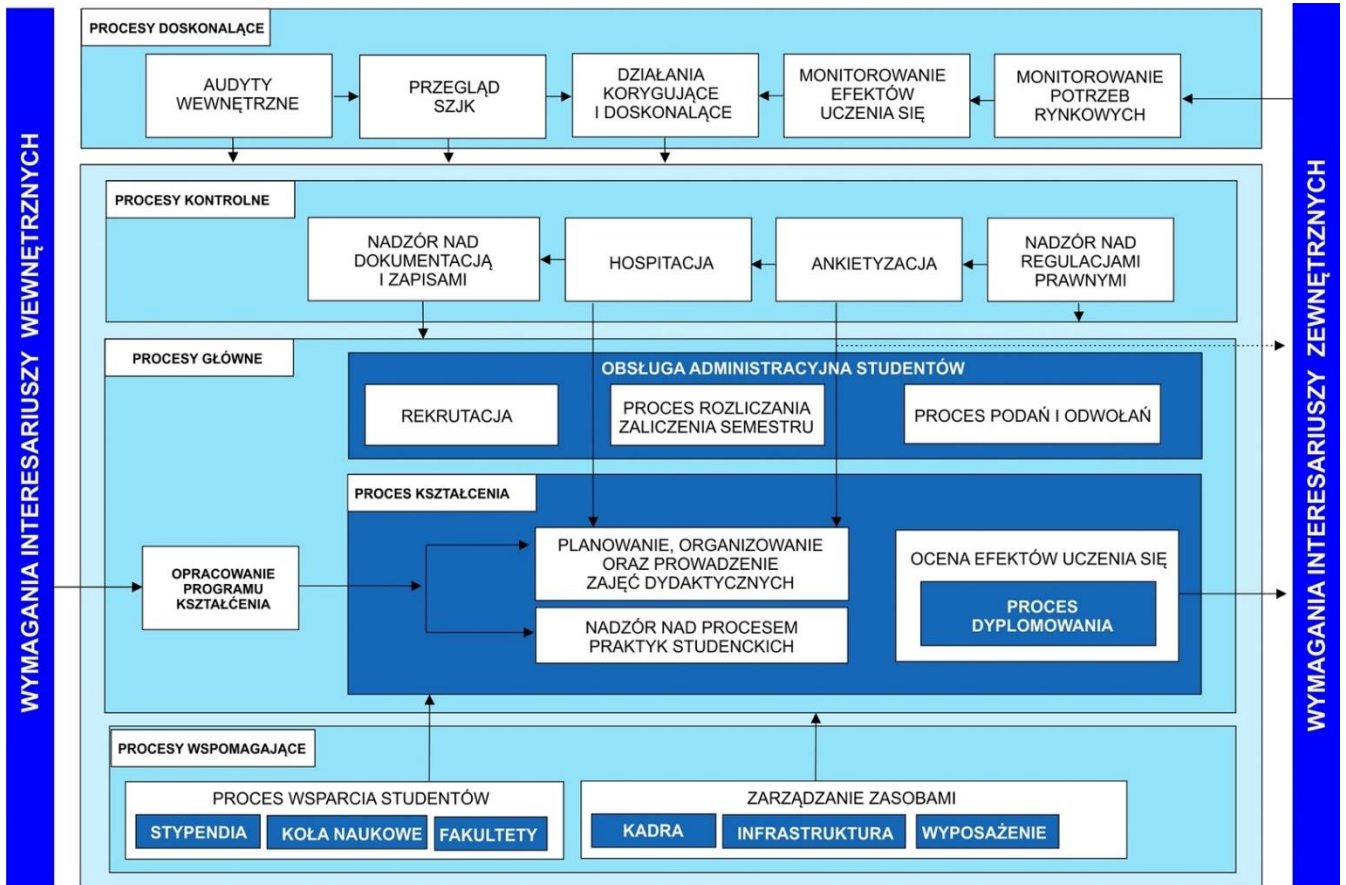 WYMAGANIA INTERESARIUSZY WEWNĘTRZNYCH
PROCESY DOSKONALĄCE
AUDYTY
WEWNĘTRZNE
PRZEGLĄD
SZJK
DZIAŁANIA
KORYGUJĄCE
I DOSKONALĄCE
MONITOROWANIE
EFEKTÓW
UCZENIA SIĘ
MONITOROWANIE
POTRZEB
RYNKOWYCH
PROCESY KONTROLNE
NADZÓR NAD
DOKUMENTACJĄ
I ZAPISAMI
HOSPITACJA
ANKIETYZACJA
NADZÓR NAD
REGULACJAMI
PRAWNYMI
PROCESY GŁÓWNE
OBSŁUGA ADMINISTRACYJNA STUDENTÓW
REKRUTACJA
PROCES ROZLICZANIA
ZALICZENIA SEMESTRU
PROCES PODAŃ I ODWOŁAŃ
OPRACOWANIE
PROGRAMU
KSZTAŁĆENIA
PROCES KSZTAŁCENIA
PLANOWANIE, ORGANIZOWANIE
ORAZ PROWADZENIE
ZAJĘĆ DYDAKTYCZNYCH
NADZÓR NAD PROCESEM
PRAKTYK STUDENCKICH
OCENA EFEKTÓW UCZENIA SIĘ
PROCES
DYPLOMOWANIA
PROCESY WSPOMAGAJĄCE
PROCES WSPARCIA STUDENTÓW
STYPENDIA
KOŁA NAUKOWE
FAKULTETY
ZARZĄDZANIE ZASOBAMI
KADRA
INFRASTRUKTURA
WYPOSAŻENIE
WYMAGANIA INTERESARIUSZY ZEWNĘTRZNYCH